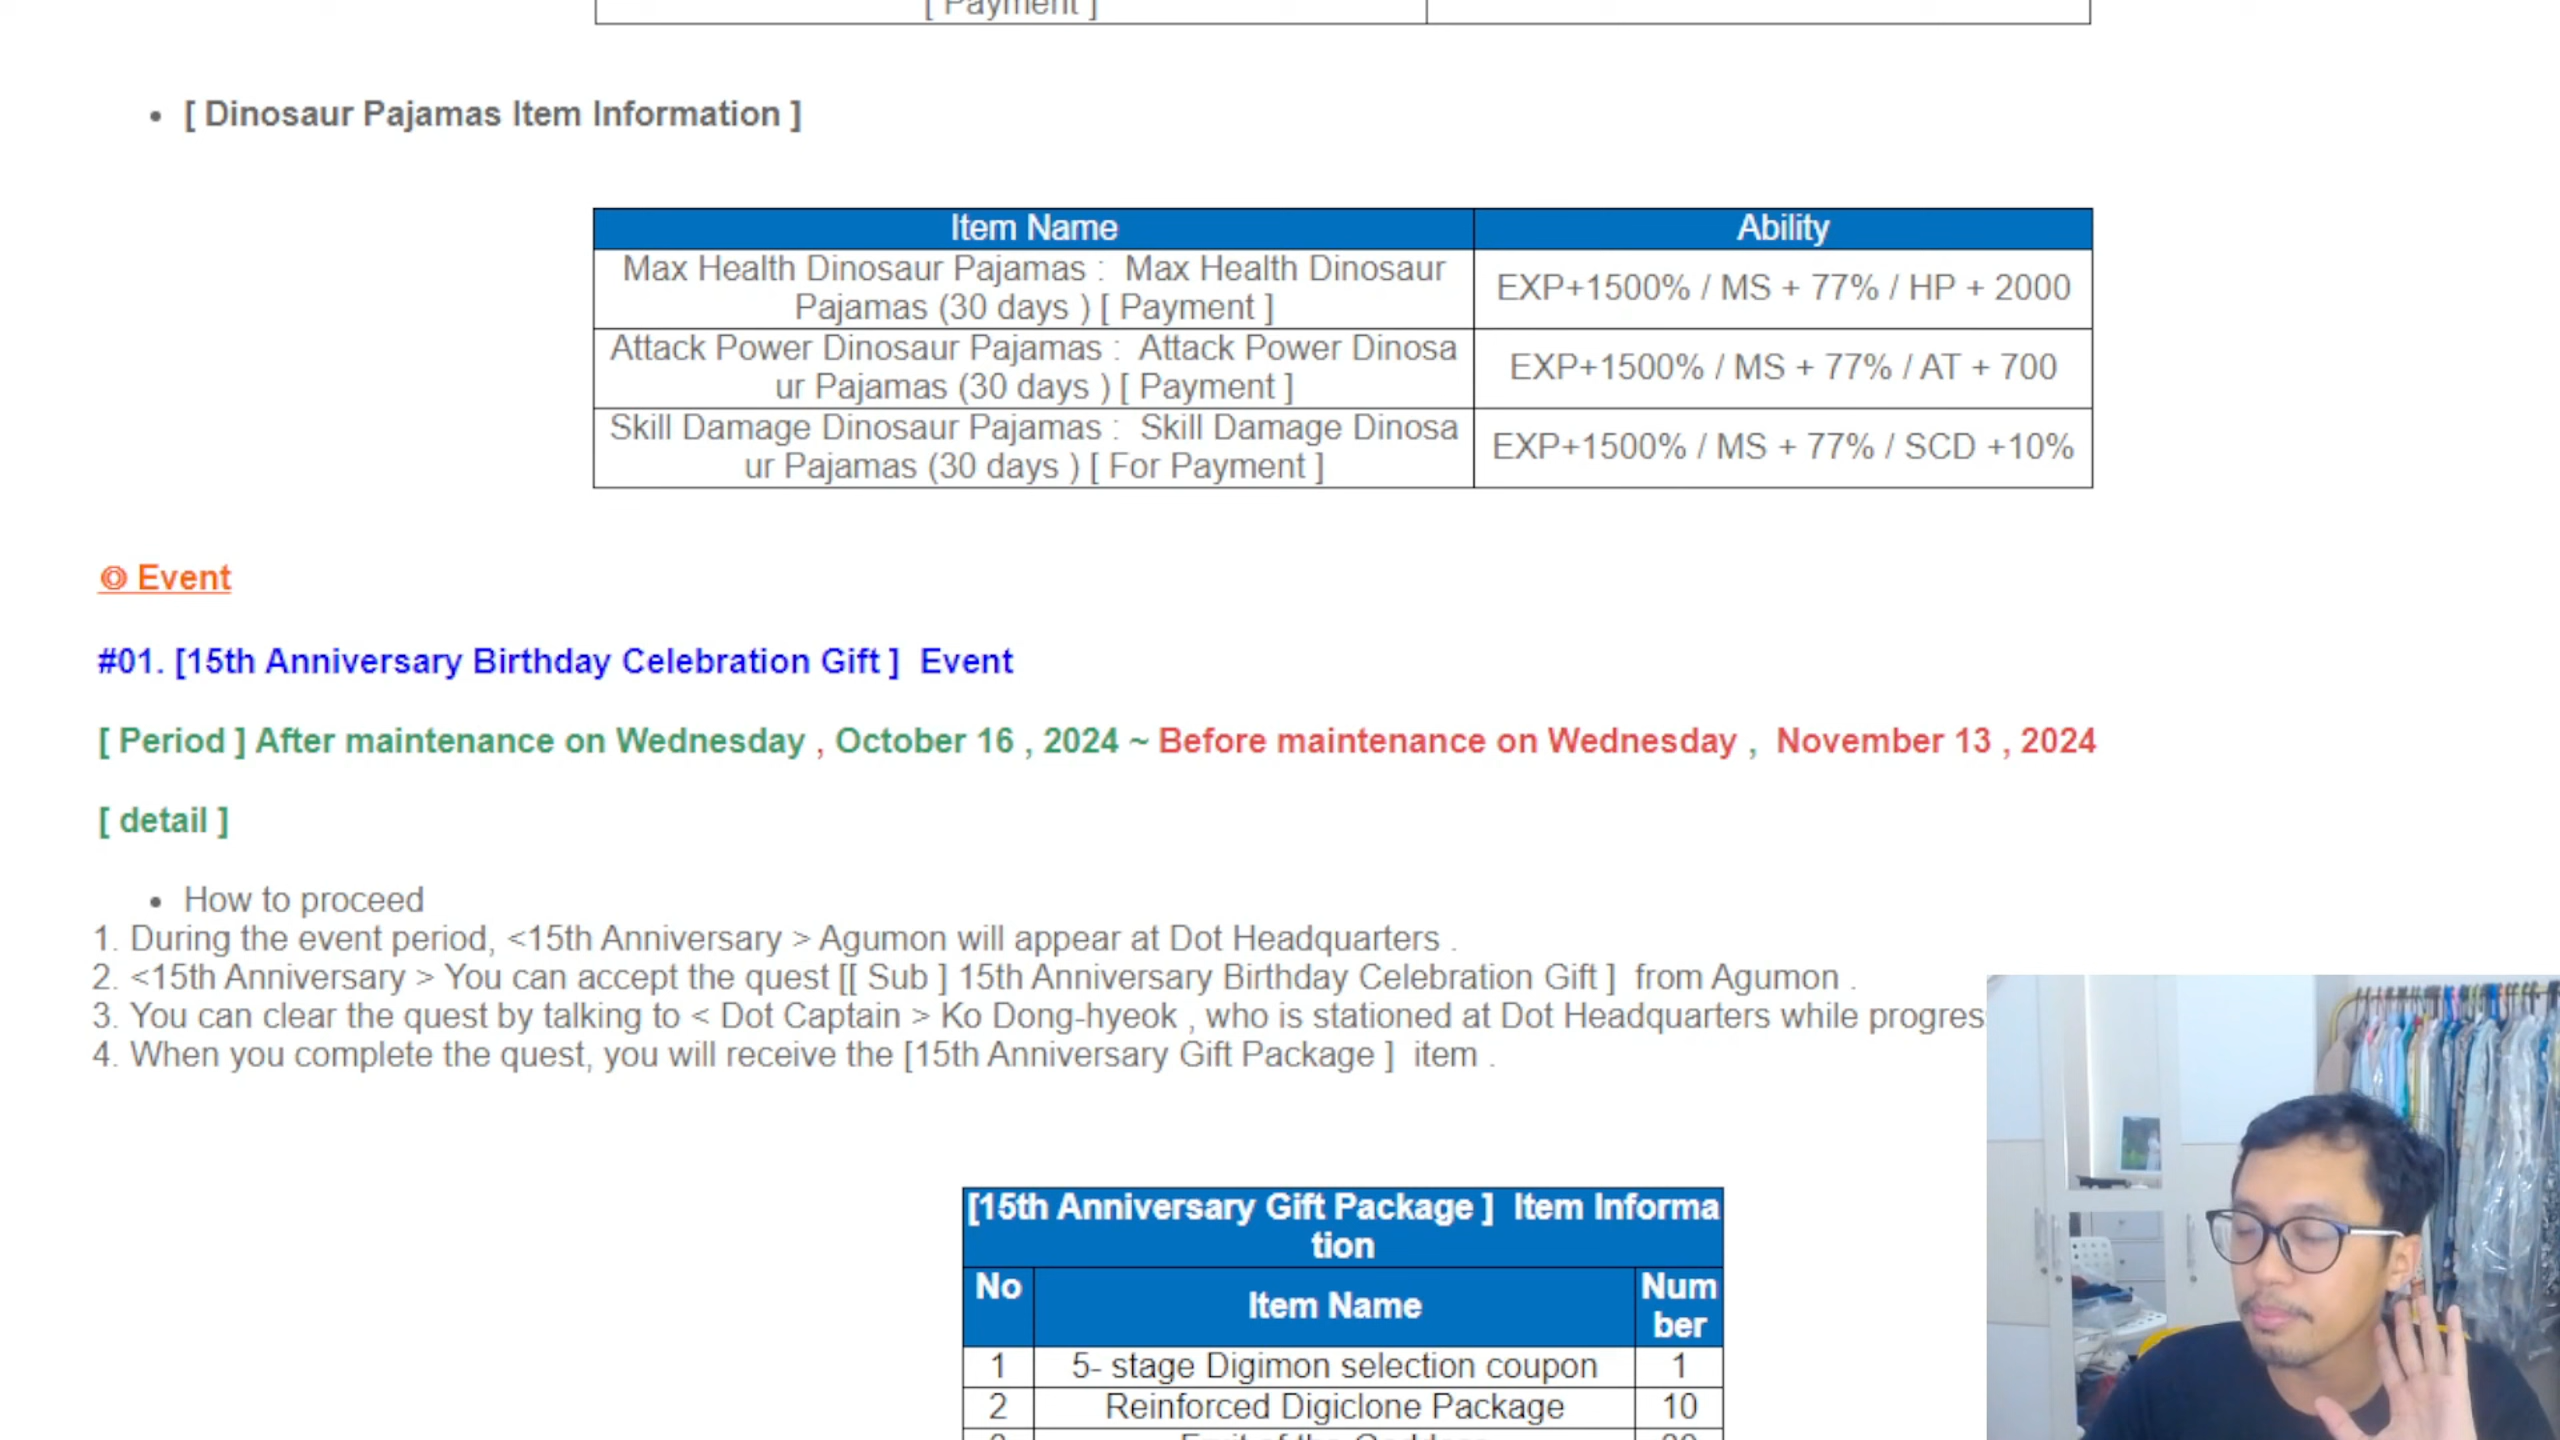 [ Payment ]
• [ Dinosaur Pajamas Item Information ]
Item Name Ability
Max Health Dinosaur Pajamas : Max Health Dinosaur
Pajamas (30 days ) [ Payment ]
EXP+1500% / MS + 77% / HP + 2000
Attack Power Dinosaur Pajamas : Attack Power Dinosa
ur Pajamas (30 days ) [ Payment ]
EXP+1500% / MS + 77% / AT + 700
Skill Damage Dinosaur Pajamas : Skill Damage Dinosa
ur Pajamas (30 days ) [ For Payment ]
EXP+1500% / MS + 77% / SCD +10%
◎ Event
#01. [15th Anniversary Birthday Celebration Gift ] Event
[ Period ] After maintenance on Wednesday , October 16 , 2024 ~ Before maintenance on Wednesday , November 13 , 2024
[ detail ]
• How to proceed
1. During the event period, <15th Anniversary > Agumon will appear at Dot Headquarters .
2. <15th Anniversary > You can accept the quest [[ Sub ] 15th Anniversary Birthday Celebration Gift ] from Agumon .
3. You can clear the quest by talking to < Dot Captain > Ko Dong-hyeok , who is stationed at Dot Headquarters while progres
4. When you complete the quest, you will receive the [15th Anniversary Gift Package ] item .
[15th Anniversary Gift Package ] Item Informa
tion
No Item Name Num
ber
1 5- stage Digimon selection coupon 1
2 Reinforced Digiclone Package 10